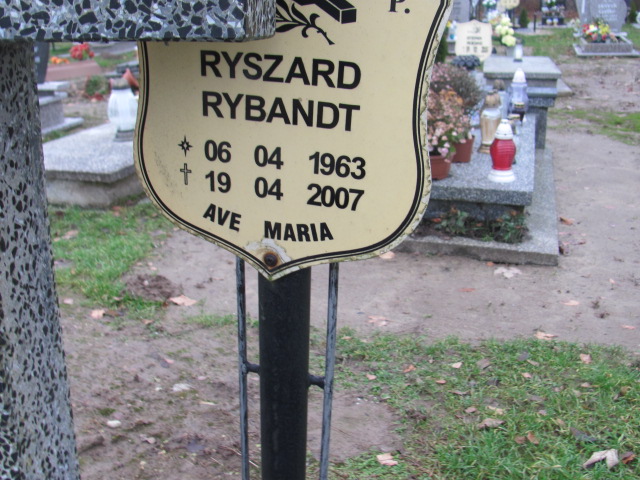 P.
RYSZARD
RYBANDT
06 04 1963
19 04 2007
AVE MARIA